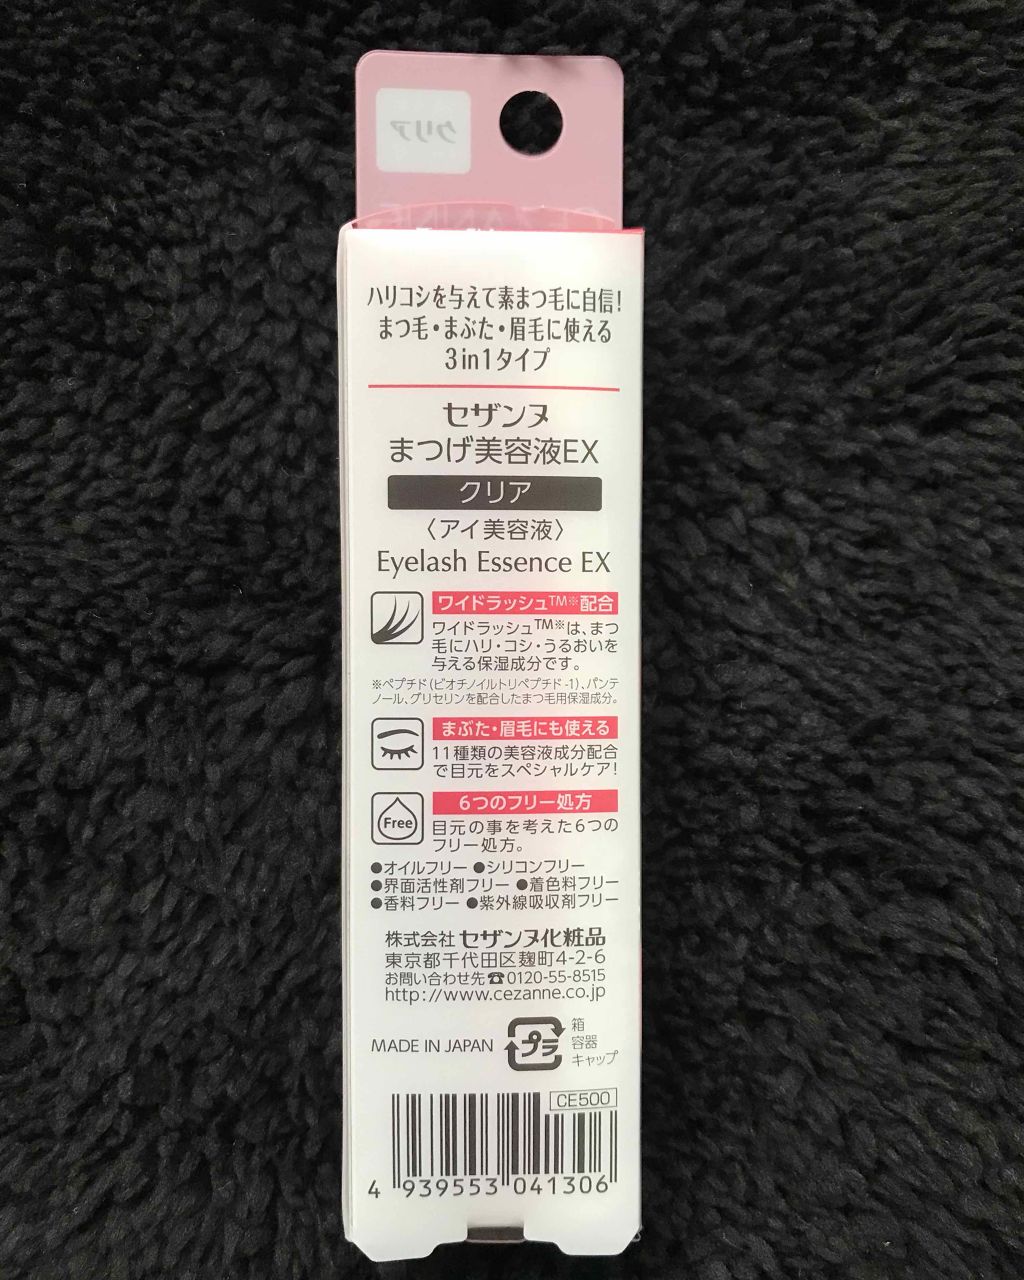 クリア
ハリコシを与えて素まつ毛に自信!
まつ毛・まぶた・眉毛に使える
3in1タイプ
セザンヌ
まつげ美容液EX
クリア
〈アイ美容液〉
Eyelash Essence EX
ワイドラッシュTM※配合
ワイドラッシュTM※は、まつ
毛にハリ・コシ・うるおいを
与える保湿成分です。
※ペプチド(ビオチノイルトリペプチド-1)、パンテ
ノール、グリセリンを配合したまつ毛用保湿成分。
まぶた・眉毛にも使える
11種類の美容液成分配合
で目元をスペシャルケア!
6つのフリー処方
Free
目元の事を考えた6つの
フリー処方。
●オイルフリー ●シリコンフリー
●界面活性剤フリー ●着色料フリー
●香料フリー ●紫外線吸収剤フリー
株式会社 セザンヌ化粧品
東京都千代田区麹町4-2-6
お問い合わせ先☎0120-55-8515
http://www.cezanne.co.jp
MADE IN JAPAN
プラ
箱
容器
キャップ
CE500
4 939553 041306